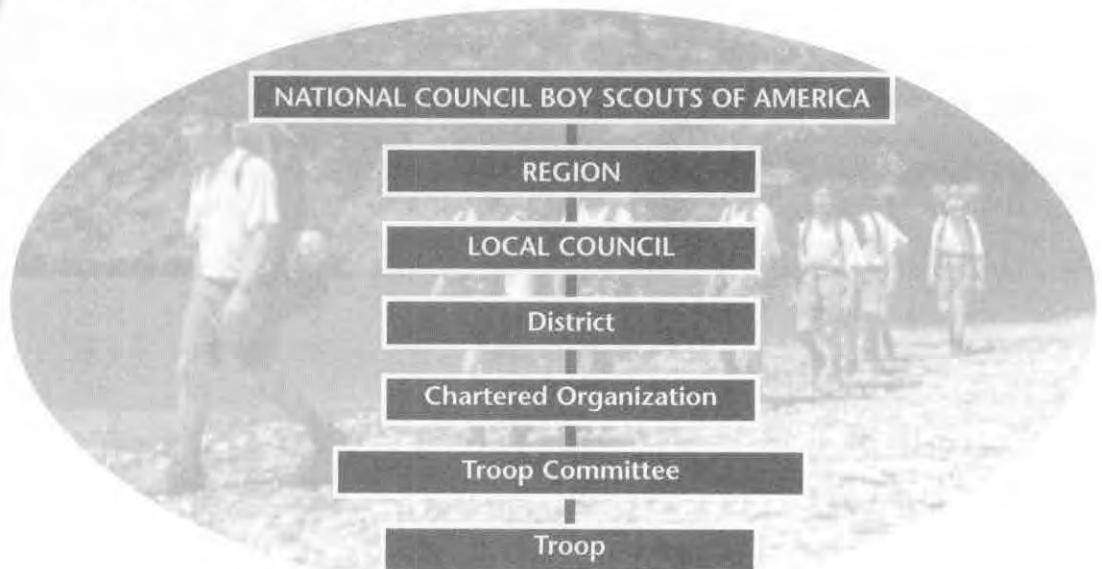 NATIONAL COUNCIL BOY SCOUTS OF AMERICA
REGION
LOCAL COUNCIL
District
Chartered Organization
Troop Committee
Troop